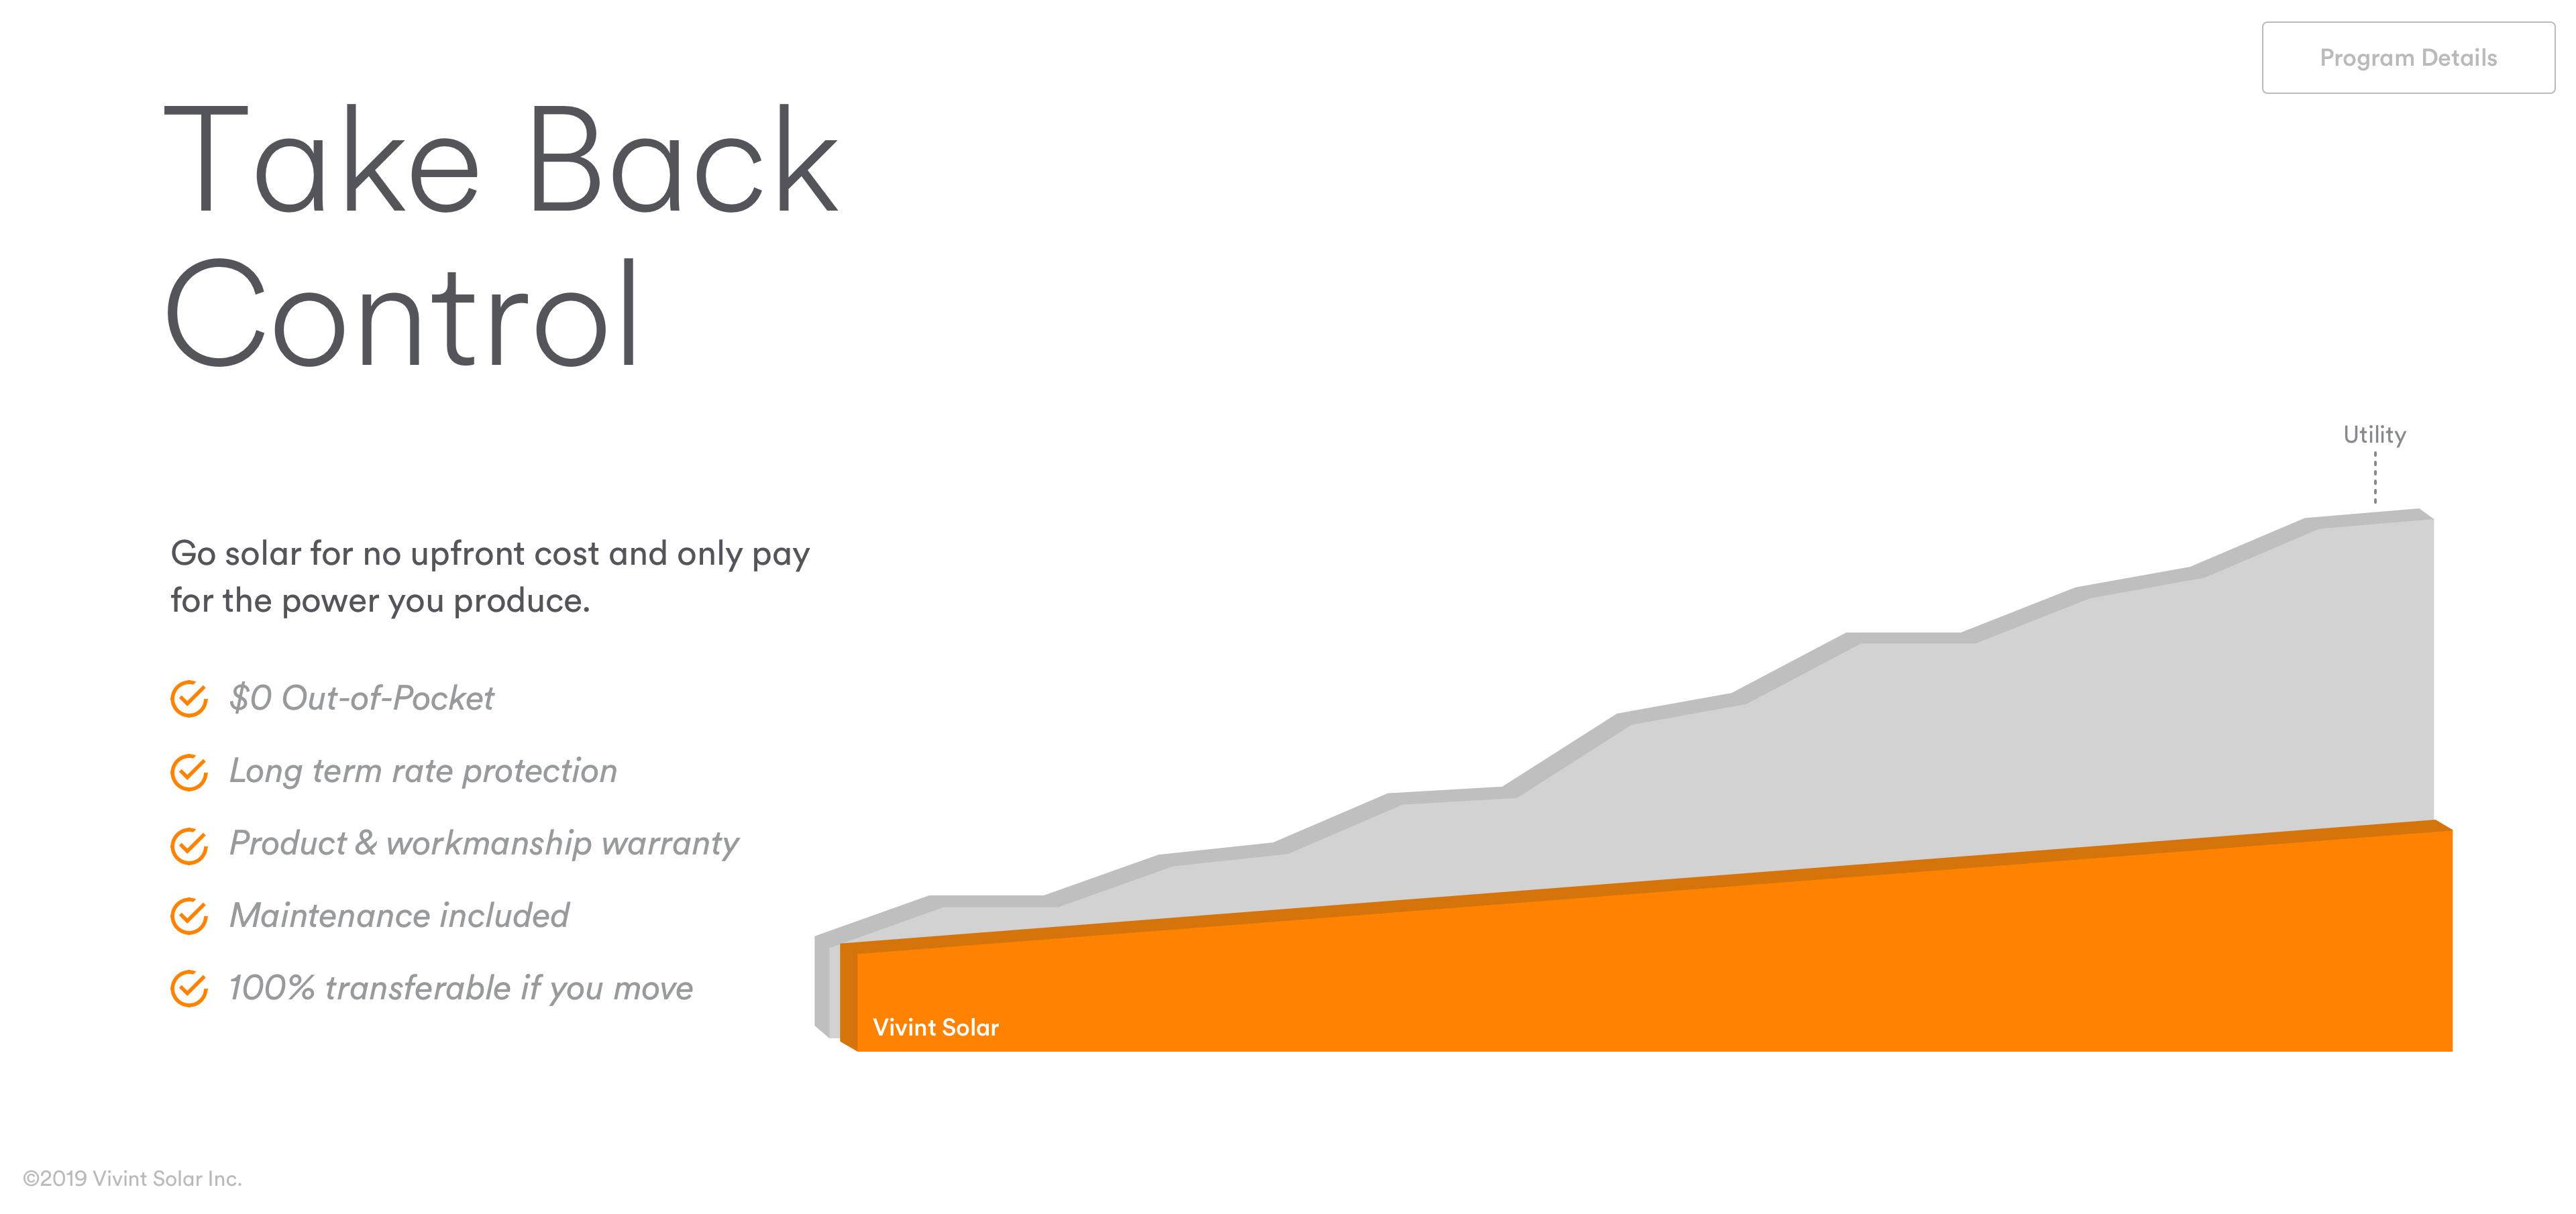 Program Details
Take Back
Control
Utility
Go solar for no upfront cost and only pay
for the power you produce.
$0 Out-of-Pocket
Long term rate protection
Product & workmanship warranty
Maintenance included
100% transferable if you move
Vivint Solar
©2019 Vivint Solar Inc.